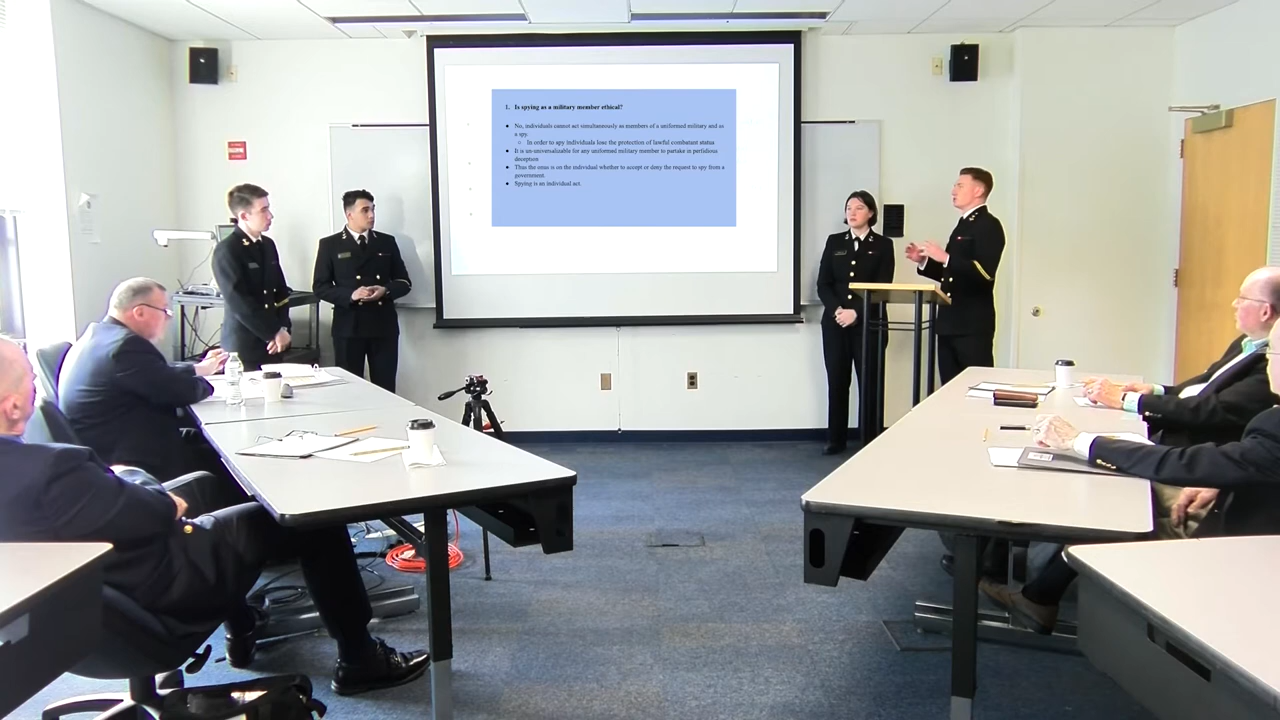 1. Is spying as a military member ethical?
● No, individuals cannot act simultaneously as members of a uniformed military and as
a spy.
○ In order to spy individuals lose the protection of lawful combatant status
● It is un-universalizable for any uniformed military member to partake in perfidious
deception
● Thus the onus is on the individual whether to accept or deny the request to spy from a
government.
● Spying is an individual act.